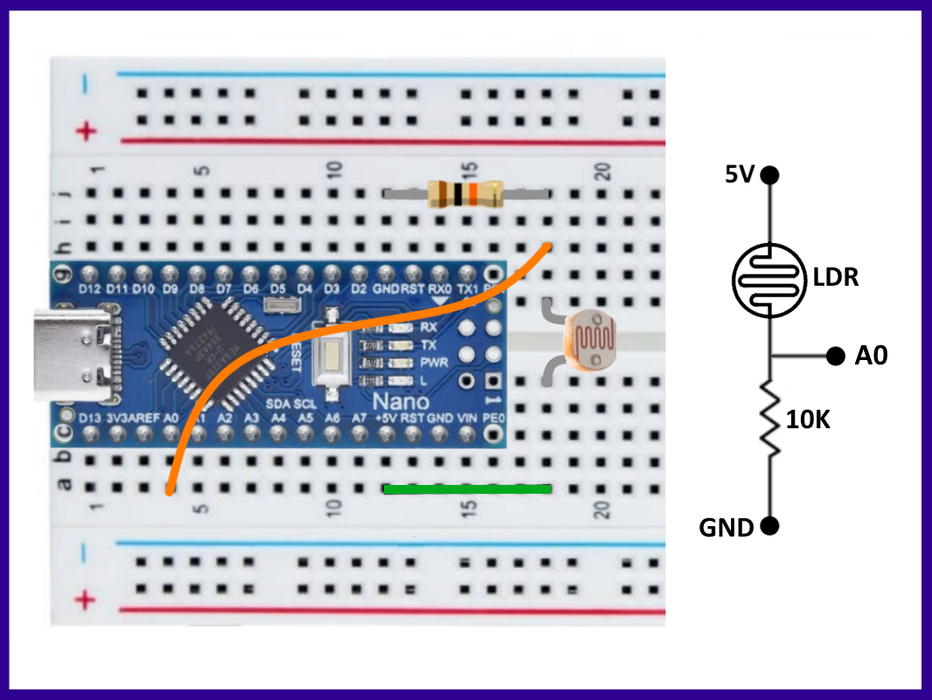 −
+
1 5 10 15 20
j
i
h
g
D12 D11 D10 D9 D8 D7 D6 D5 D4 D3 D2 GND RST RX0 TX1
RX
TX
RESET
PWR
L
1
SDA SCL
Nano
D13 3V3 AREF A0 A1 A2 A3 A4 A5 A6 A7 +5V RST GND VIN PE0
c
b
a
1 5 10 15 20
−
+
5V
LDR
A0
10K
GND